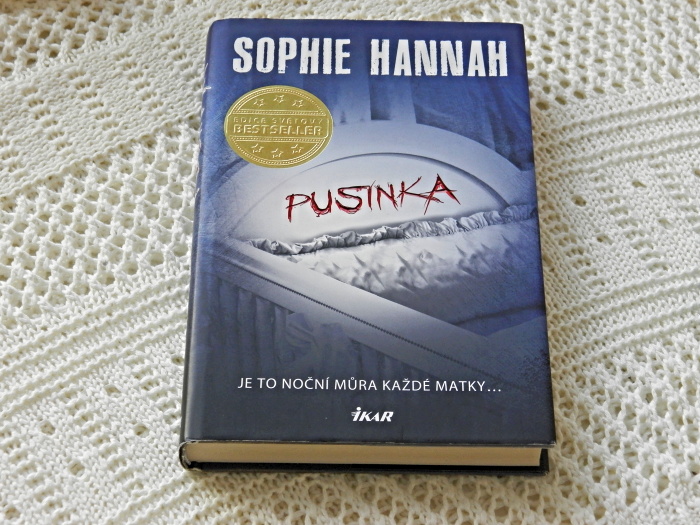 SOPHIE HANNAH
EDICE SVĚTOVÝ
BESTSELLER
PUSINKA
JE TO NOČNÍ MŮRA KAŽDÉ MATKY...
IKAR